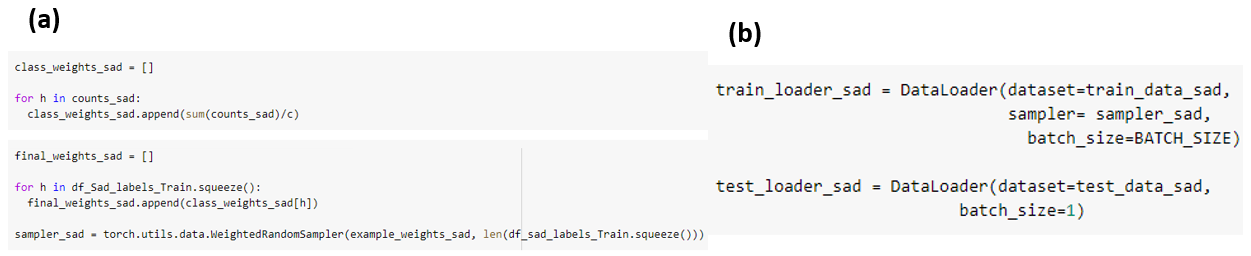 (a)
class_weights_sad = []
for h in counts_sad:
  class_weights_sad.append(sum(counts_sad)/c)
final_weights_sad = []
for h in df_Sad_labels_Train.squeeze():
  final_weights_sad.append(class_weights_sad[h])
sampler_sad = torch.utils.data.WeightedRandomSampler(example_weights_sad, len(df_sad_labels_Train.squeeze()))
(b)
train_loader_sad = DataLoader(dataset=train_data_sad,
                              sampler= sampler_sad,
                                batch_size=BATCH_SIZE)
test_loader_sad = DataLoader(dataset=test_data_sad,
                         batch_size=1)